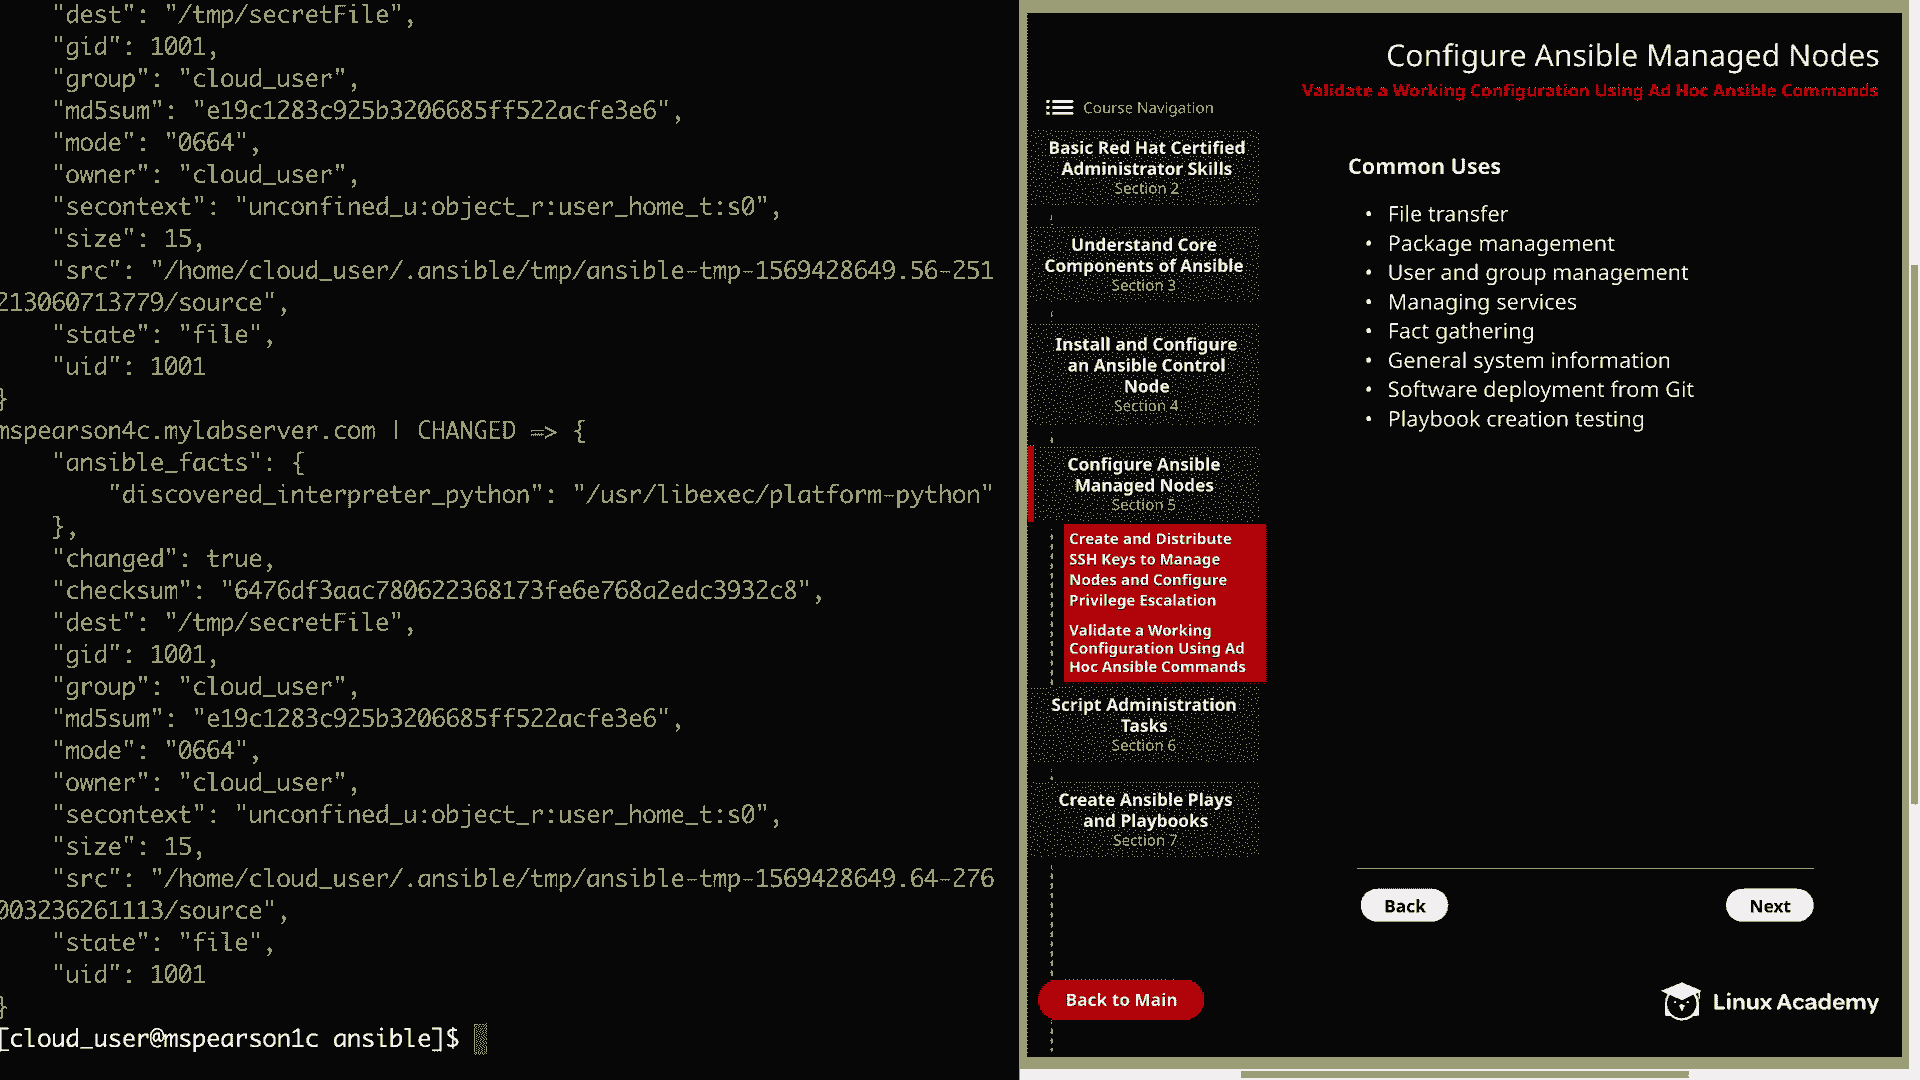 "dest": "/tmp/secretFile",
"gid": 1001,
"group": "cloud_user",
"md5sum": "e19c1283c925b3206685ff522acfe3e6",
"mode": "0664",
"owner": "cloud_user",
"secontext": "unconfined_u:object_r:user_home_t:s0",
"size": 15,
"src": "/home/cloud_user/.ansible/tmp/ansible-tmp-1569428649.56-251
213060713779/source",
"state": "file",
"uid": 1001
}
mspearson4c.mylabserver.com | CHANGED => {
"ansible_facts": {
"discovered_interpreter_python": "/usr/libexec/platform-python"
},
"changed": true,
"checksum": "6476df3aac780622368173fe6e768a2edc3932c8",
"dest": "/tmp/secretFile",
"gid": 1001,
"group": "cloud_user",
"md5sum": "e19c1283c925b3206685ff522acfe3e6",
"mode": "0664",
"owner": "cloud_user",
"secontext": "unconfined_u:object_r:user_home_t:s0",
"size": 15,
"src": "/home/cloud_user/.ansible/tmp/ansible-tmp-1569428649.64-276
003236261113/source",
"state": "file",
"uid": 1001
}
[cloud_user@mspearson1c ansible]$
Configure Ansible Managed Nodes
Validate a Working Configuration Using Ad Hoc Ansible Commands
Course Navigation
Basic Red Hat Certified
Administrator Skills
Section 2
Understand Core
Components of Ansible
Section 3
Install and Configure
an Ansible Control
Node
Section 4
Configure Ansible
Managed Nodes
Section 5
Create and Distribute
SSH Keys to Manage
Nodes and Configure
Privilege Escalation
Validate a Working
Configuration Using Ad
Hoc Ansible Commands
Script Administration
Tasks
Section 6
Create Ansible Plays
and Playbooks
Section 7
Back to Main
Common Uses
• File transfer
• Package management
• User and group management
• Managing services
• Fact gathering
• General system information
• Software deployment from Git
• Playbook creation testing
Back
Next
Linux Academy